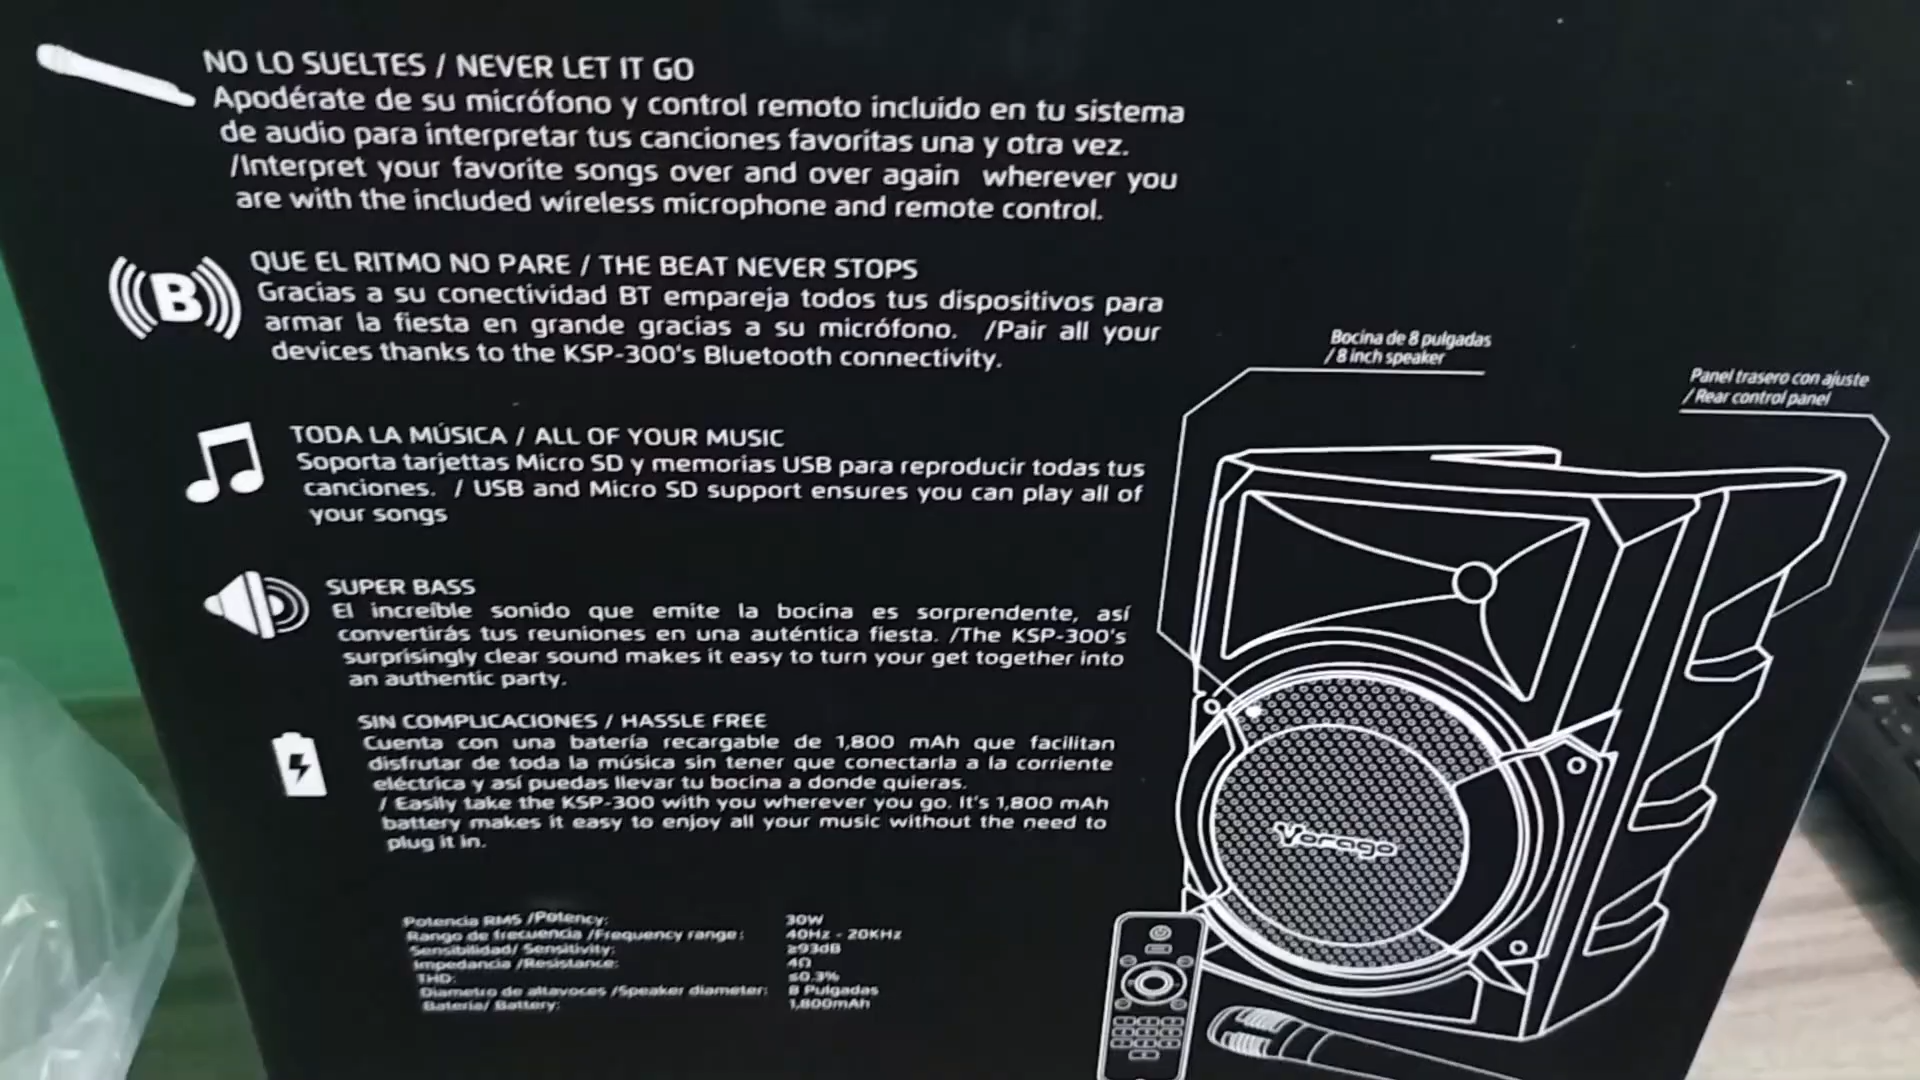 NO LO SUELTES / NEVER LET IT GO
Apodérate de su micrófono y control remoto incluido en tu sistema
de audio para interpretar tus canciones favoritas una y otra vez.
/Interpret your favorite songs over and over again wherever you
are with the included wireless microphone and remote control.
B
QUE EL RITMO NO PARE / THE BEAT NEVER STOPS
Gracias a su conectividad BT empareja todos tus dispositivos para
armar la fiesta en grande gracias a su micrófono. /Pair all your
devices thanks to the KSP-300's Bluetooth connectivity.
TODA LA MÚSICA / ALL OF YOUR MUSIC
Soporta tarjettas Micro SD y memorias USB para reproducir todas tus
canciones. / USB and Micro SD support ensures you can play all of
your songs
SUPER BASS
El increíble sonido que emite la bocina es sorprendente, así
convertirás tus reuniones en una auténtica fiesta. /The KSP-300's
surprisingly clear sound makes it easy to turn your get together into
an authentic party.
SIN COMPLICACIONES / HASSLE FREE
Cuenta con una batería recargable de 1,800 mAh que facilitan
disfrutar de toda la música sin tener que conectarla a la corriente
eléctrica y así puedas llevar tu bocina a donde quieras.
/ Easily take the KSP-300 with you wherever you go. It's 1,800 mAh
battery makes it easy to enjoy all your music without the need to
plug it in.
Potencia RMS /Potency: 30W
Rango de frecuencia /Frequency range: 40Hz - 20KHz
Sensibilidad/ Sensitivity: ≥93dB
Impedancia /Resistance: 4Ω
THD: ≤0.3%
Diametro de altavoces /Speaker diameter: 8 Pulgadas
Batería/ Battery: 1,800mAh
Bocina de 8 pulgadas
/ 8 inch speaker
Panel trasero con ajuste
/ Rear control panel
Vorago